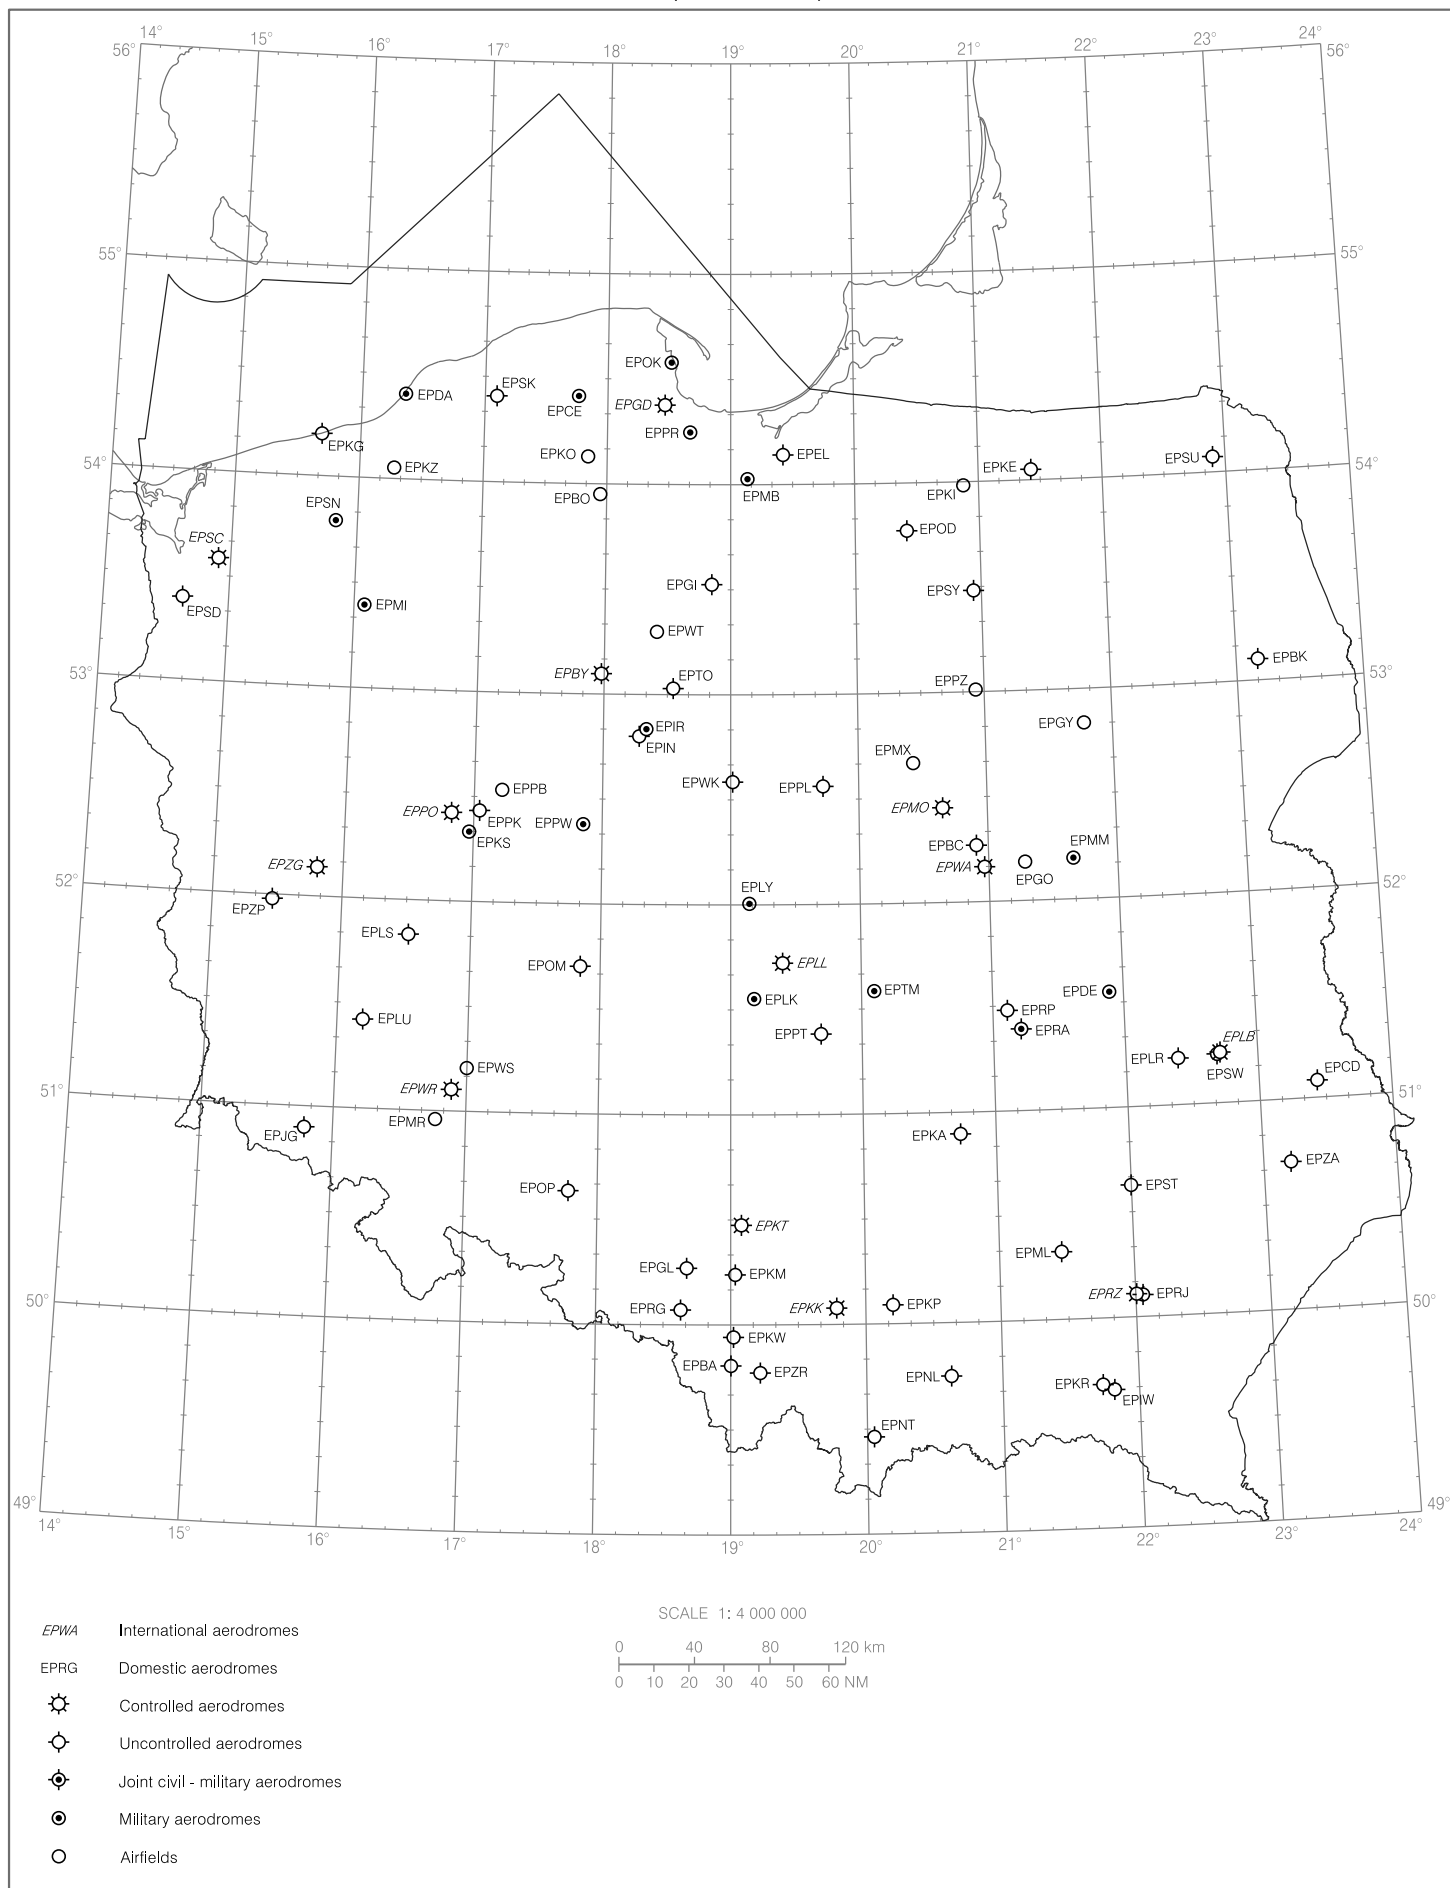 14° 15° 16° 17° 18° 19° 20° 21° 22° 23° 24°
56° 56°
55° 55°
EPOK
EPDA EPSK EPCE EPGD
EPKG EPPR
EPKO EPEL EPSU
54° EPKZ EPKE 54°
EPSN EPBO EPMB EPKI
EPSC EPOD
EPSD EPMI EPGI EPSY
EPWT
53° EPBY EPTO EPBK 53°
EPPZ
EPIR EPGY
EPIN EPMX
EPPB EPWK EPPL
EPPO EPPK EPPW EPMO
EPKS EPBC EPMM
EPZG EPWA EPGO
52° EPLY 52°
EPZP
EPLS
EPOM EPLL
EPLK EPTM EPDE
EPLU EPPT EPRP
EPRA EPLB
EPWS EPLR EPSW EPCD
51° EPWR 51°
EPJG EPMR EPKA
EPZA
EPOP EPST
EPKT
EPGL EPKM EPML
50° EPRG EPKK EPKP EPRZ EPRJ 50°
EPKW
EPBA EPZR EPNL EPKR EPIW
EPNT
49° 49°
14° 15° 16° 17° 18° 19° 20° 21° 22° 23° 24°
SCALE 1: 4 000 000
0 40 80 120 km
0 10 20 30 40 50 60 NM
EPWA International aerodromes
EPRG Domestic aerodromes
Controlled aerodromes
Uncontrolled aerodromes
Joint civil - military aerodromes
Military aerodromes
Airfields